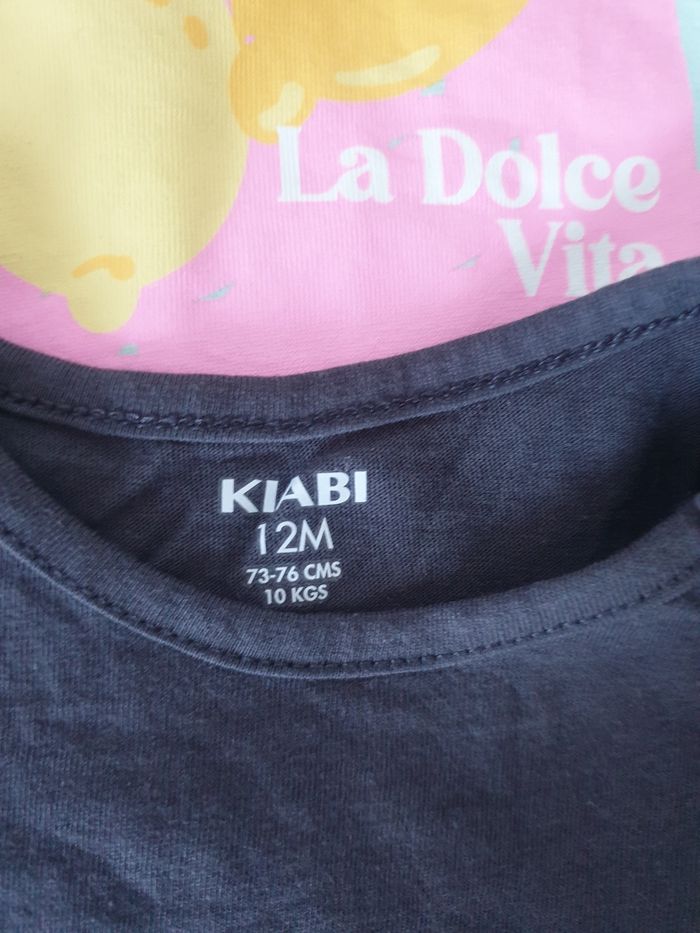 La Dolce
Vita
KIABI
12M
73-76 CMS
10 KGS